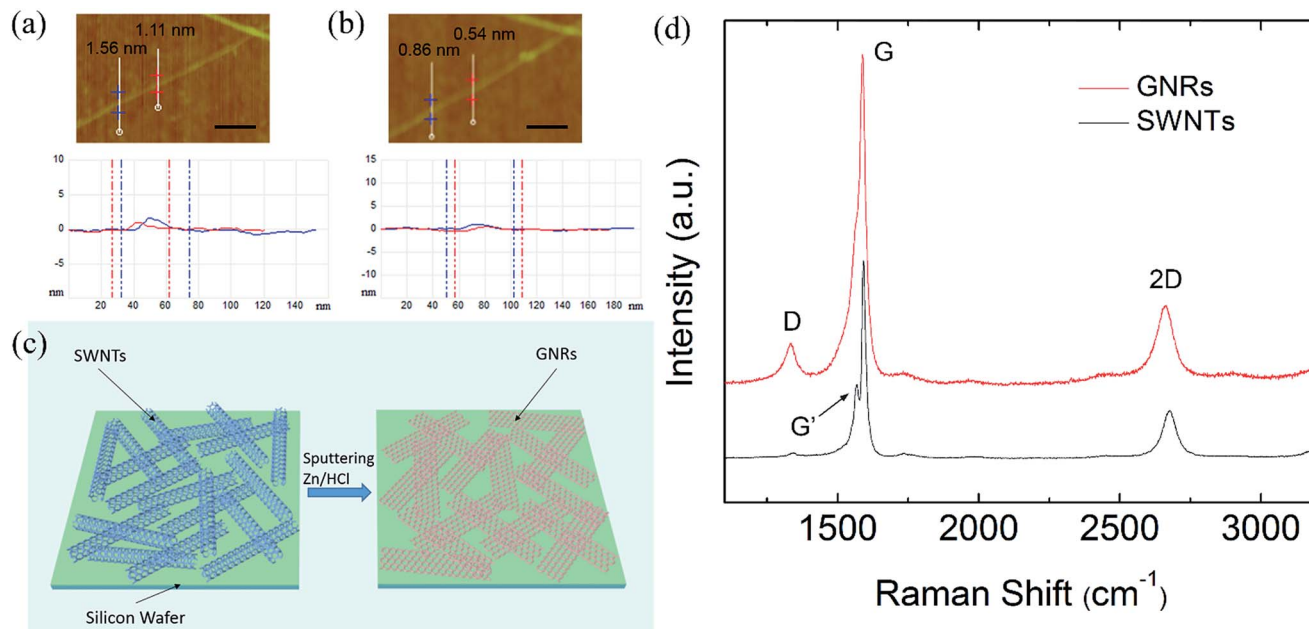 (a)
1.56 nm
1.11 nm
10
5
0
-5
nm
20 40 60 80 100 120 140 160
nm
(b)
0.86 nm
0.54 nm
15
10
5
0
-5
-10
nm
0 20 40 60 80 100 120 140 160 180
nm
(c)
SWNTs
GNRs
Sputtering
Zn/HCl
Silicon Wafer
(d)
G
GNRs
SWNTs
2D
D
G’
Intensity (a.u.)
1500 2000 2500 3000
Raman Shift (cm⁻¹)